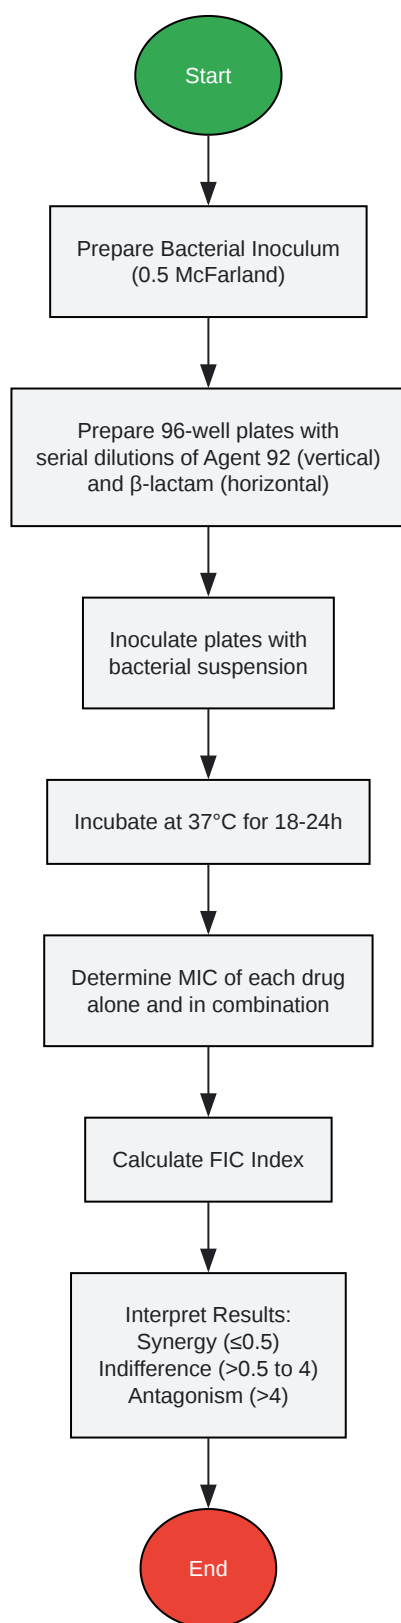 Start
Prepare Bacterial Inoculum
(0.5 McFarland)
Prepare 96-well plates with
serial dilutions of Agent 92 (vertical)
and β-lactam (horizontal)
Inoculate plates with
bacterial suspension
Incubate at 37°C for 18-24h
Determine MIC of each drug
alone and in combination
Calculate FIC Index
Interpret Results:
Synergy (≤0.5)
Indifference (>0.5 to 4)
Antagonism (>4)
End